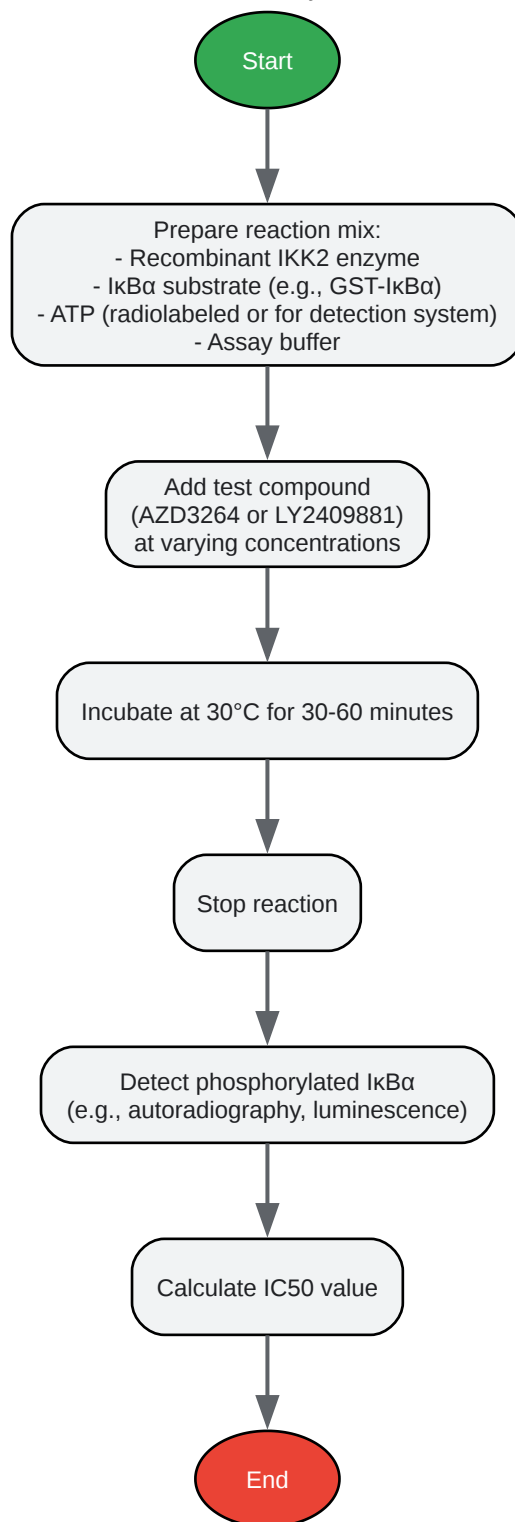 Start
Prepare reaction mix:
- Recombinant IKK2 enzyme
- IκBα substrate (e.g., GST-IκBα)
- ATP (radiolabeled or for detection system)
- Assay buffer
Add test compound
(AZD3264 or LY2409881)
at varying concentrations
Incubate at 30°C for 30-60 minutes
Stop reaction
Detect phosphorylated IκBα
(e.g., autoradiography, luminescence)
Calculate IC50 value
End